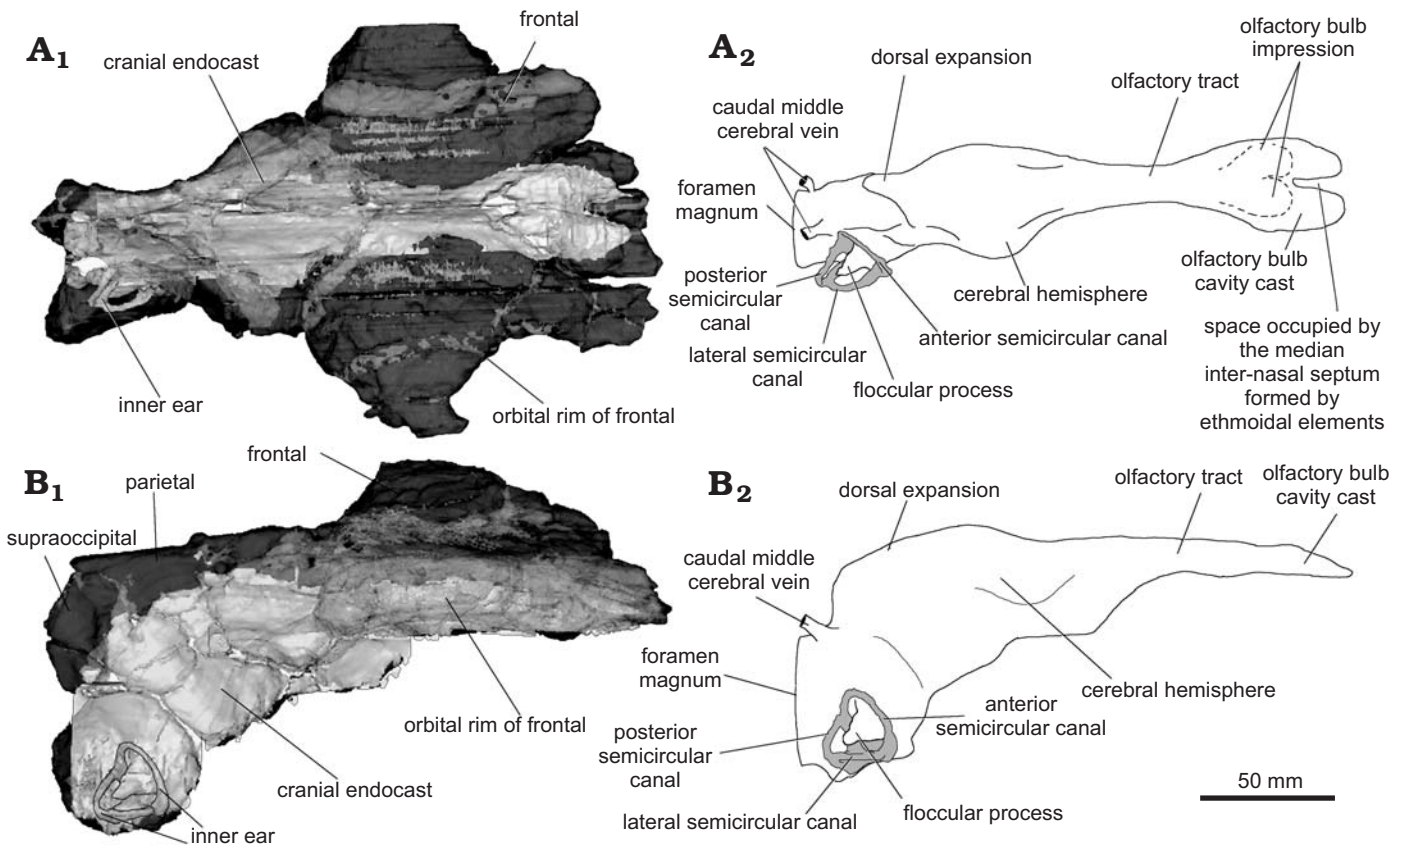 A1
frontal
cranial endocast
inner ear
orbital rim of frontal
A2
olfactory bulb
impression
dorsal expansion
olfactory tract
caudal middle
cerebral vein
foramen
magnum
posterior
semicircular
canal
lateral semicircular
canal
floccular process
anterior semicircular canal
cerebral hemisphere
olfactory bulb
cavity cast
space occupied by
the median
inter-nasal septum
formed by
ethmoidal elements
B1
frontal
parietal
supraoccipital
orbital rim of frontal
cranial endocast
inner ear
B2
dorsal expansion
olfactory tract
olfactory bulb
cavity cast
caudal middle
cerebral vein
foramen
magnum
cerebral hemisphere
anterior
semicircular canal
posterior
semicircular
canal
floccular process
lateral semicircular canal
50 mm